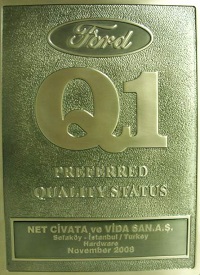 Ford
Q1
PREFERRED
QUALITY STATUS
NET CIVATA ve VİDA SAN.A.Ş.
Sefaköy - İstanbul / Turkey
Hardware
November 2008